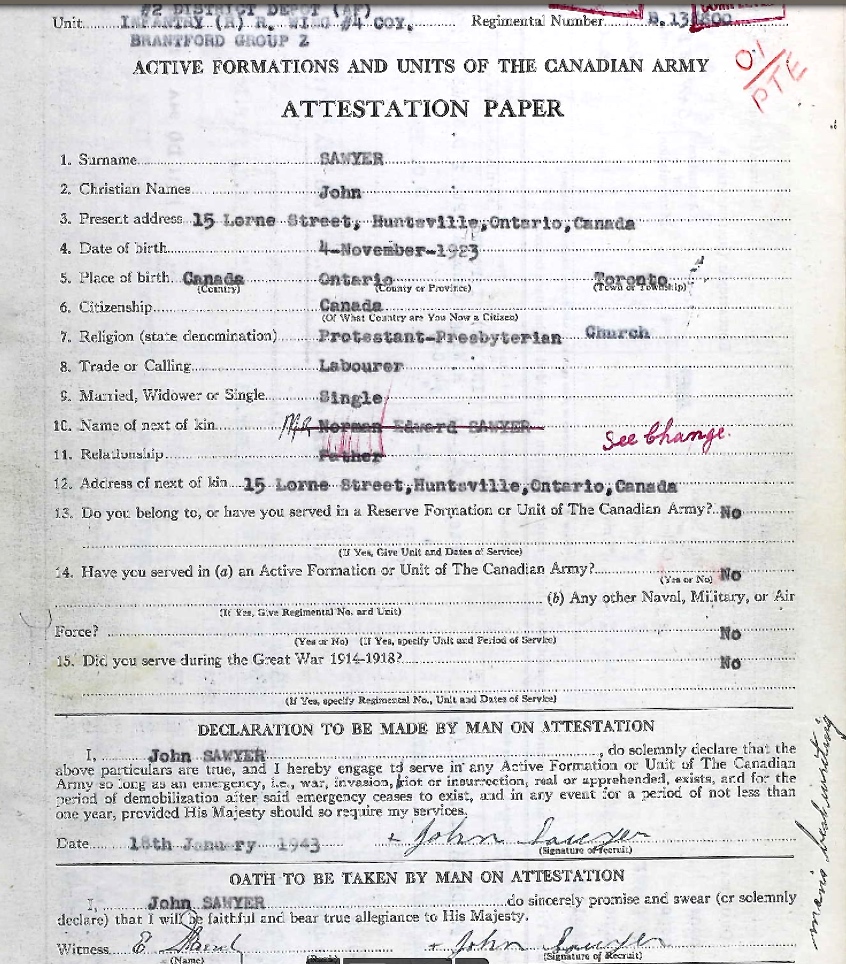 #2 DISTRICT DEPOT (AF)
Unit INFANTRY (R) R. WING #4 COY. Regimental Number B.13
BRANTFORD GROUP 2
01
PTE
ACTIVE FORMATIONS AND UNITS OF THE CANADIAN ARMY
ATTESTATION PAPER
1. Surname SAWYER
2. Christian Names John
3. Present address 15 Lorne Street, Huntsville, Ontario, Canada
4. Date of birth 4-November-1923
5. Place of birth Canada Ontario Toronto
(Country) (County or Province) (Town or Township)
6. Citizenship Canada
(Of What Country are You Now a Citizen)
7. Religion (state denomination) Protestant-Presbyterian Church
8. Trade or Calling Labourer
9. Married, Widower or Single Single
10. Name of next of kin Mr Norman Edward SAWYER
See Change.
11. Relationship Father
12. Address of next of kin 15 Lorne Street, Huntsville, Ontario, Canada
13. Do you belong to, or have you served in a Reserve Formation or Unit of The Canadian Army? No
(If Yes, Give Unit and Dates of Service)
14. Have you served in (a) an Active Formation or Unit of The Canadian Army? (Yes or No) No
(b) Any other Naval, Military, or Air
(If Yes, Give Regimental No. and Unit)
Force? No
(Yes or No) (If Yes, specify Unit and Period of Service)
15. Did you serve during the Great War 1914-1918? No
(If Yes, specify Regimental No., Unit and Dates of Service)
DECLARATION TO BE MADE BY MAN ON ATTESTATION
I, John SAWYER, do solemnly declare that the
above particulars are true, and I hereby engage to serve in any Active Formation or Unit of The Canadian
Army so long as an emergency, i.e., war, invasion, riot or insurrection, real or apprehended, exists, and for the
period of demobilization after said emergency ceases to exist, and in any event for a period of not less than
one year, provided His Majesty should so require my services.
Date 18th January 1943 + John Sawyer
(Signature of recruit)
OATH TO BE TAKEN BY MAN ON ATTESTATION
I, John SAWYER do sincerely promise and swear (or solemnly
declare) that I will be faithful and bear true allegiance to His Majesty.
Witness E + John Sawyer
(Name) (Signature of Recruit)